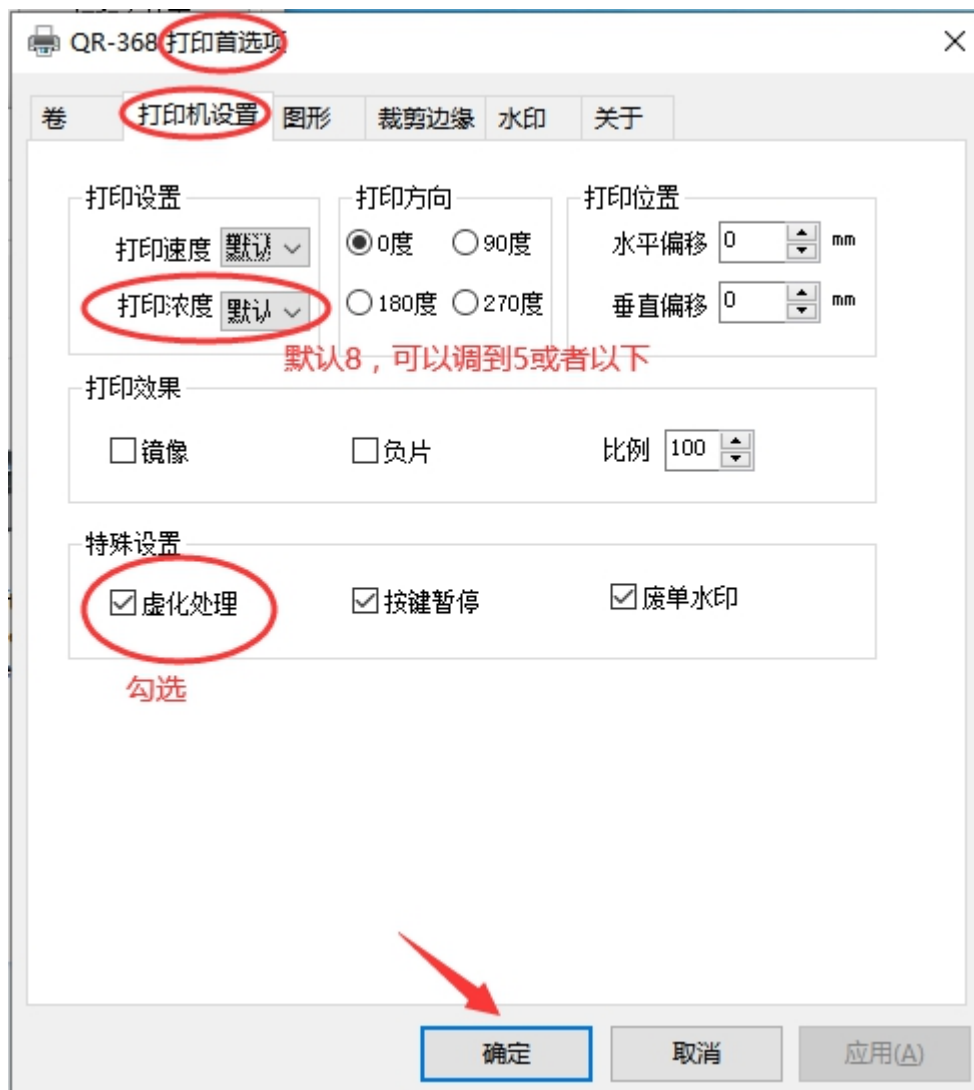 QR-368 打印首选项
卷 打印机设置 图形 裁剪边缘 水印 关于
打印设置 打印方向 打印位置
打印速度 默认 0度 90度 水平偏移 0 mm
打印浓度 默认 180度 270度 垂直偏移 0 mm
默认8，可以调到5或者以下
打印效果
镜像 负片 比例 100
特殊设置
虚化处理 按键暂停 废单水印
勾选
确定 取消 应用(A)